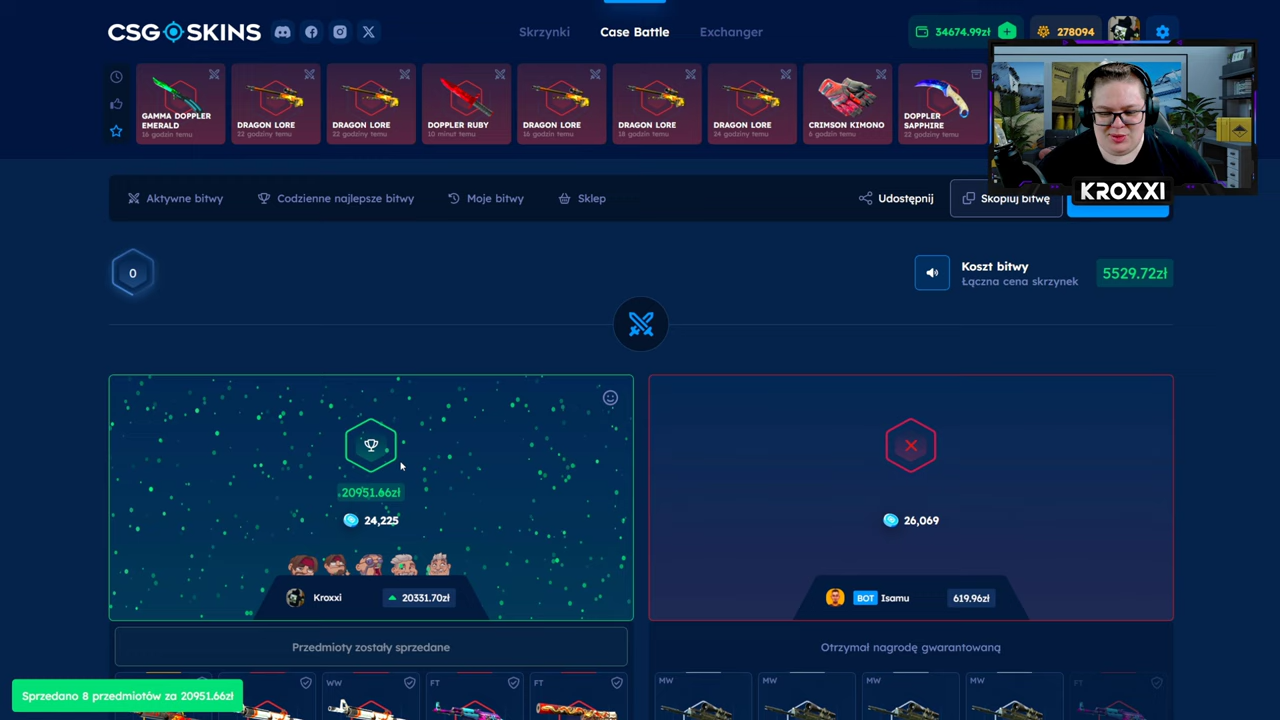 CSG SKINS
Skrzynki
Case Battle
Exchanger
34674.99zł
278094
GAMMA DOPPLER
EMERALD
16 godzin temu
DRAGON LORE
22 godziny temu
DRAGON LORE
22 godziny temu
DOPPLER RUBY
10 minut temu
DRAGON LORE
16 godzin temu
DRAGON LORE
18 godzin temu
DRAGON LORE
24 godziny temu
CRIMSON KIMONO
6 godzin temu
DOPPLER
SAPPHIRE
22 godziny temu
KROXXI
Aktywne bitwy
Codzienne najlepsze bitwy
Moje bitwy
Sklep
Udostępnij
Skopiuj bitwę
0
Koszt bitwy
Łączna cena skrzynek
5529.72zł
20951.66zł
24,225
26,069
Kroxxi
20331.70zł
BOT Isamu
619.96zł
Przedmioty zostały sprzedane
Otrzymał nagrodę gwarantowaną
Sprzedano 8 przedmiotów za 20951.66zł
WW
FT
FT
MW
MW
MW
MW
FT